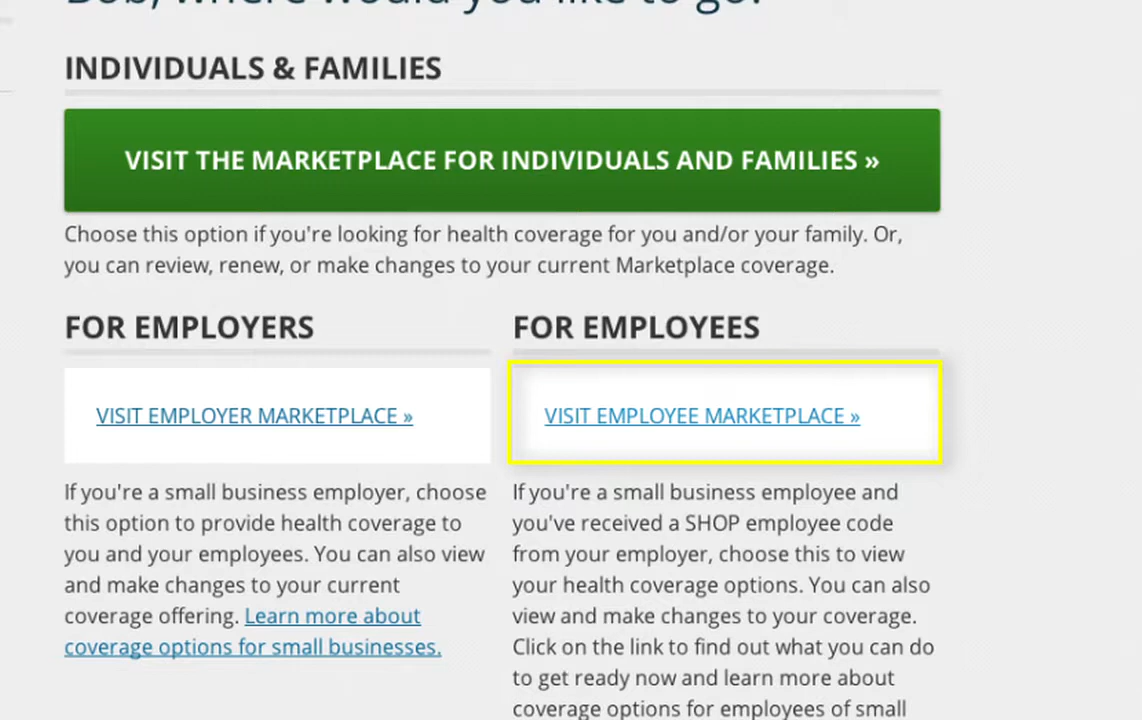 Bob, where would you like to go?
INDIVIDUALS & FAMILIES
VISIT THE MARKETPLACE FOR INDIVIDUALS AND FAMILIES »
Choose this option if you're looking for health coverage for you and/or your family. Or,
you can review, renew, or make changes to your current Marketplace coverage.
FOR EMPLOYERS
VISIT EMPLOYER MARKETPLACE »
If you're a small business employer, choose
this option to provide health coverage to
you and your employees. You can also view
and make changes to your current
coverage offering. Learn more about
coverage options for small businesses.
FOR EMPLOYEES
VISIT EMPLOYEE MARKETPLACE »
If you're a small business employee and
you've received a SHOP employee code
from your employer, choose this to view
your health coverage options. You can also
view and make changes to your coverage.
Click on the link to find out what you can do
to get ready now and learn more about
coverage options for employees of small